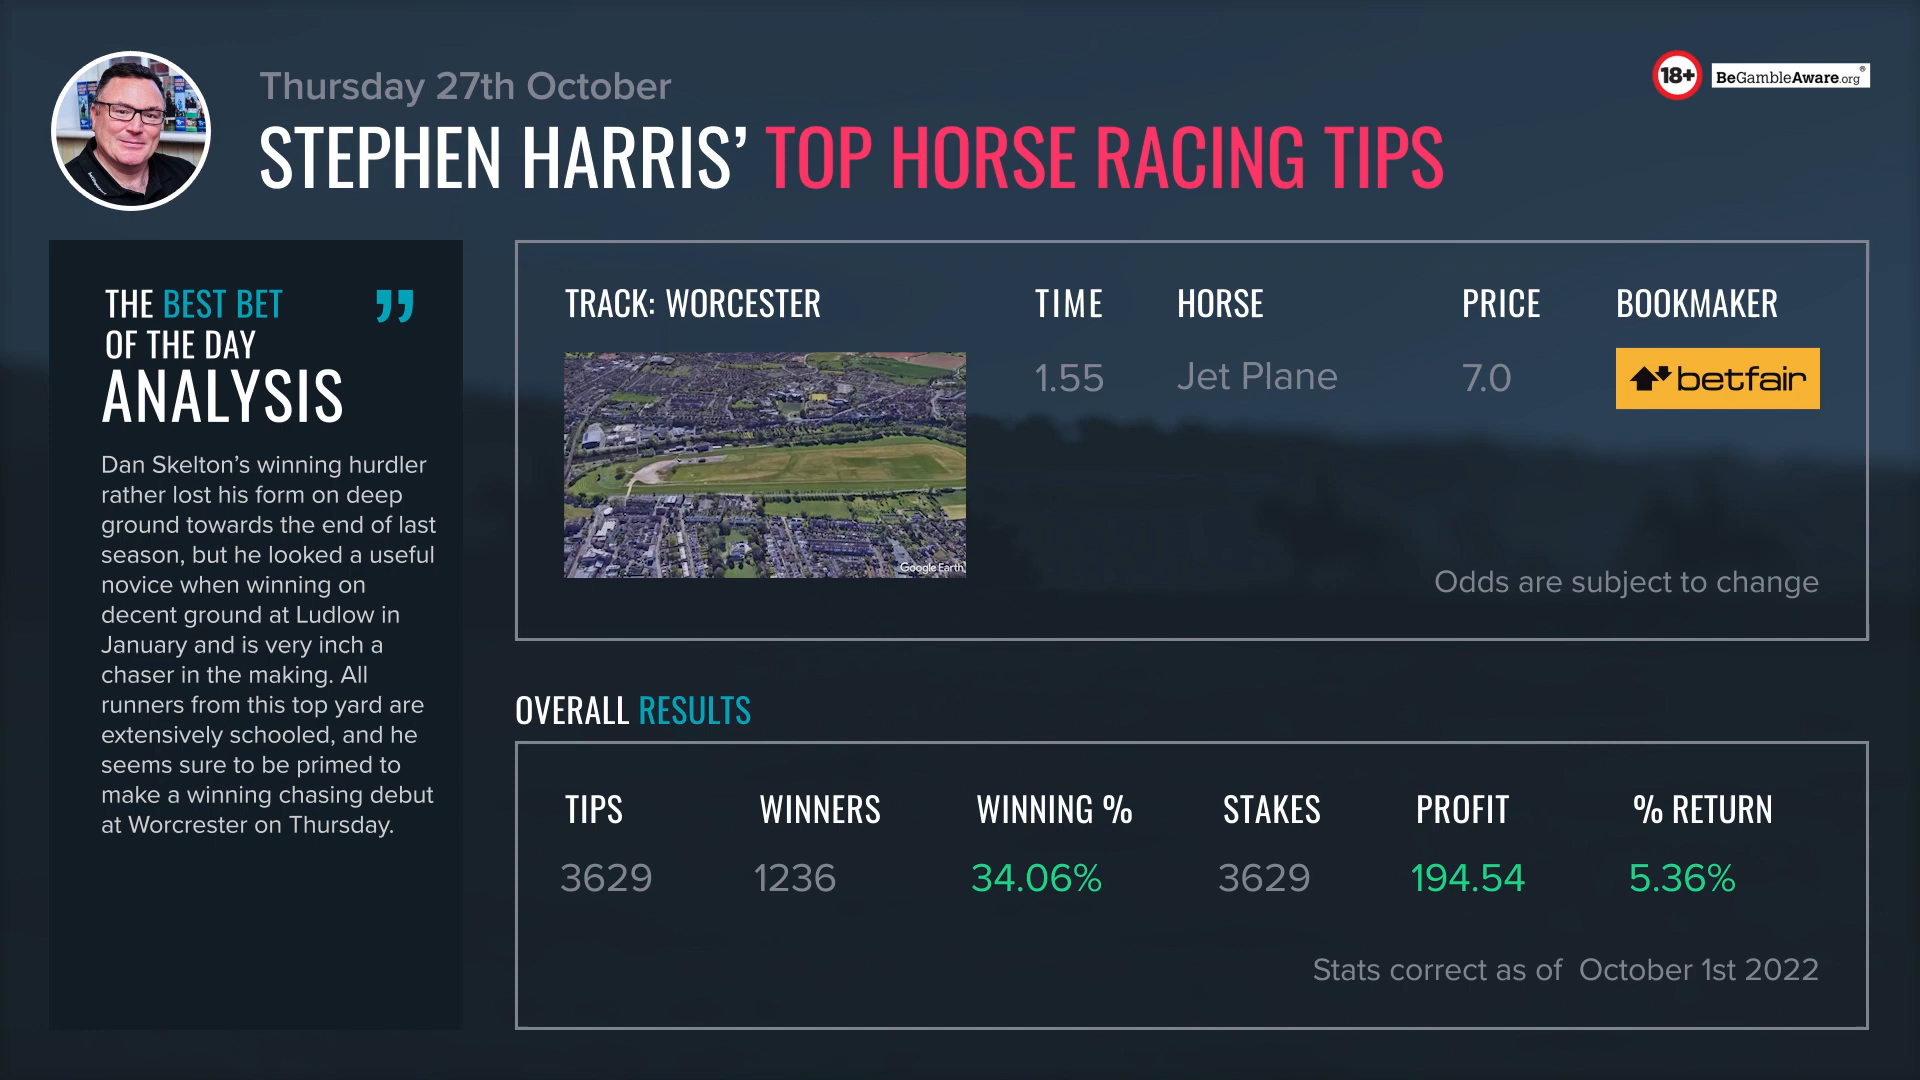 Thursday 27th October
STEPHEN HARRIS’ TOP HORSE RACING TIPS
18+
BeGambleAware.org®
THE BEST BET
OF THE DAY
ANALYSIS
”
Dan Skelton’s winning hurdler
rather lost his form on deep
ground towards the end of last
season, but he looked a useful
novice when winning on
decent ground at Ludlow in
January and is very inch a
chaser in the making. All
runners from this top yard are
extensively schooled, and he
seems sure to be primed to
make a winning chasing debut
at Worcrester on Thursday.
TRACK: WORCESTER TIME HORSE PRICE BOOKMAKER
1.55 Jet Plane 7.0 betfair
Google Earth
Odds are subject to change
OVERALL RESULTS
TIPS WINNERS WINNING % STAKES PROFIT % RETURN
3629 1236 34.06% 3629 194.54 5.36%
Stats correct as of October 1st 2022